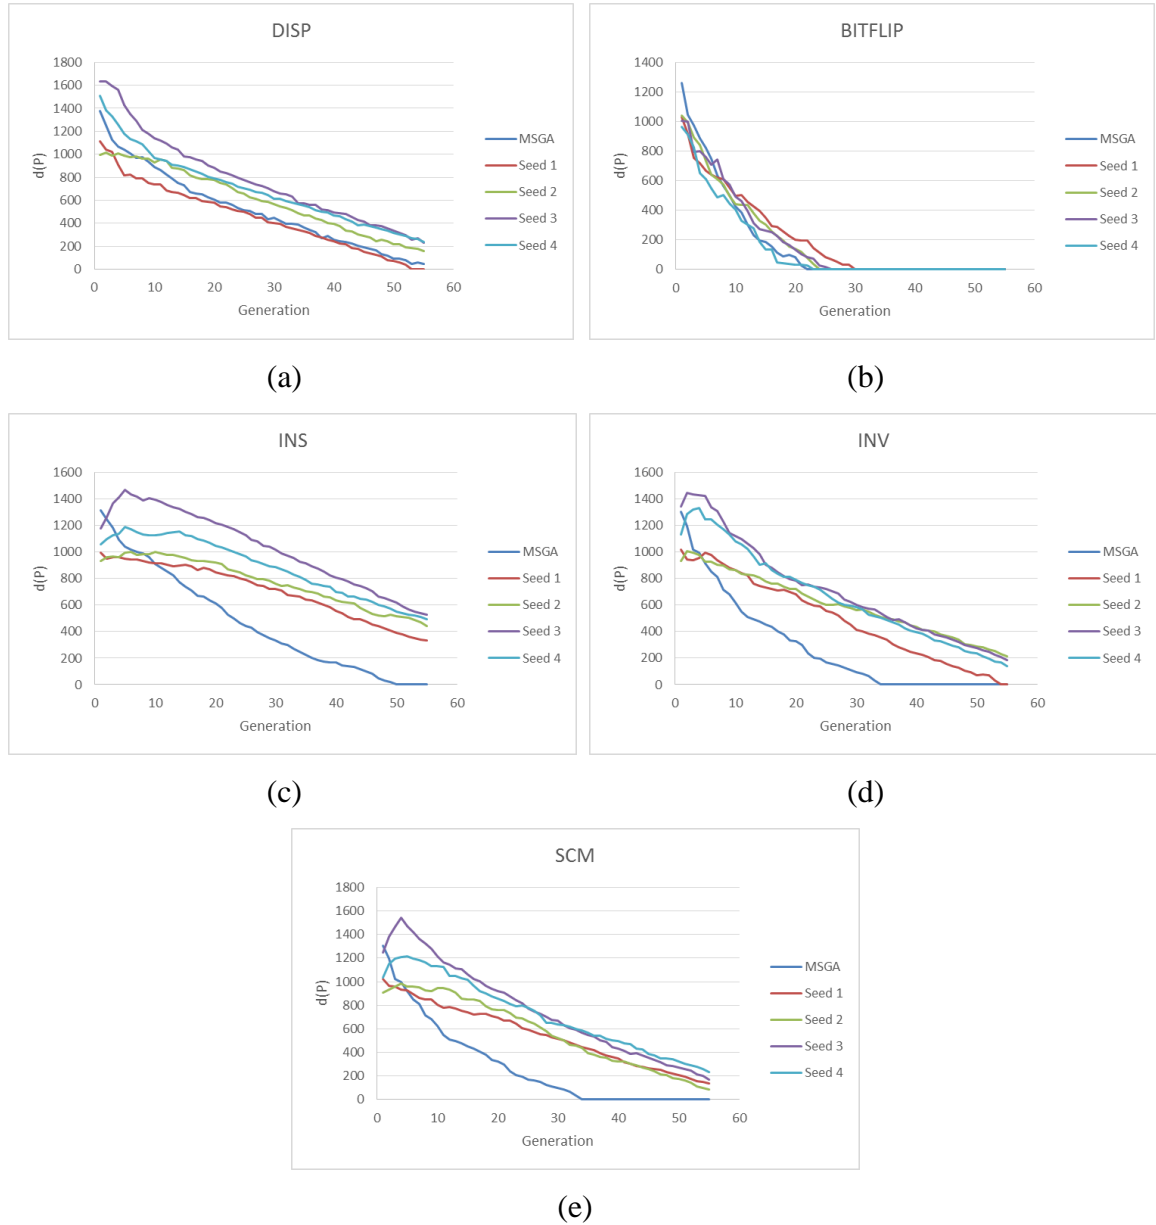 DISP
1800
1600
1400
1200
1000
800
600
400
200
0
d(P)
0 10 20 30 40 50 60
Generation
MSGA
Seed 1
Seed 2
Seed 3
Seed 4
(a)
BITFLIP
1400
1200
1000
800
600
400
200
0
d(P)
0 10 20 30 40 50 60
Generation
MSGA
Seed 1
Seed 2
Seed 3
Seed 4
(b)
INS
1600
1400
1200
1000
800
600
400
200
0
d(P)
0 10 20 30 40 50 60
Generation
MSGA
Seed 1
Seed 2
Seed 3
Seed 4
(c)
INV
1600
1400
1200
1000
800
600
400
200
0
d(P)
0 10 20 30 40 50 60
Generation
MSGA
Seed 1
Seed 2
Seed 3
Seed 4
(d)
SCM
1800
1600
1400
1200
1000
800
600
400
200
0
d(P)
0 10 20 30 40 50 60
Generation
MSGA
Seed 1
Seed 2
Seed 3
Seed 4
(e)